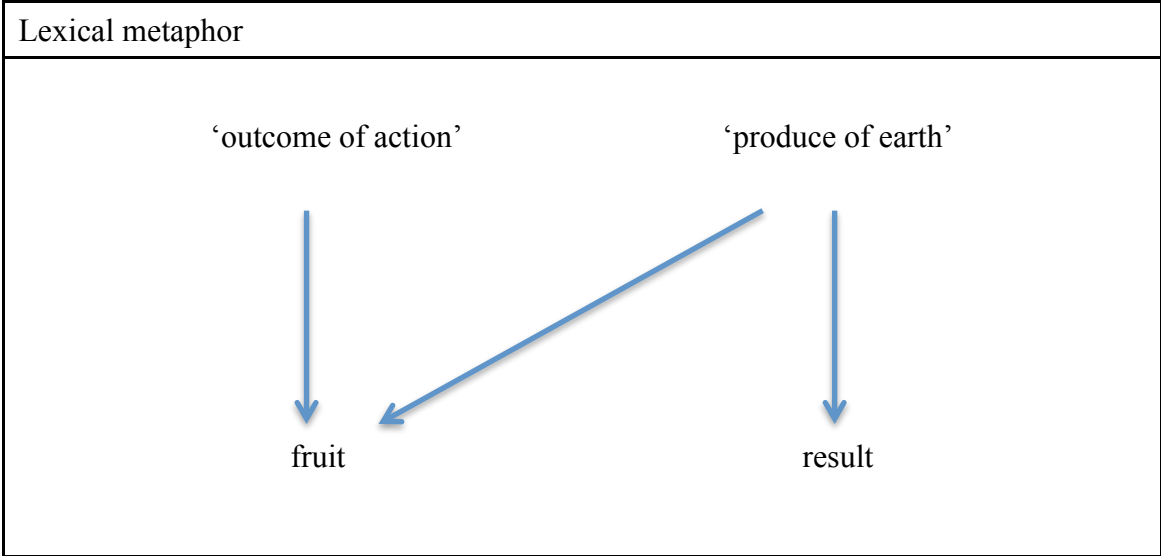 Lexical metaphor
‘outcome of action’ ‘produce of earth’
fruit result